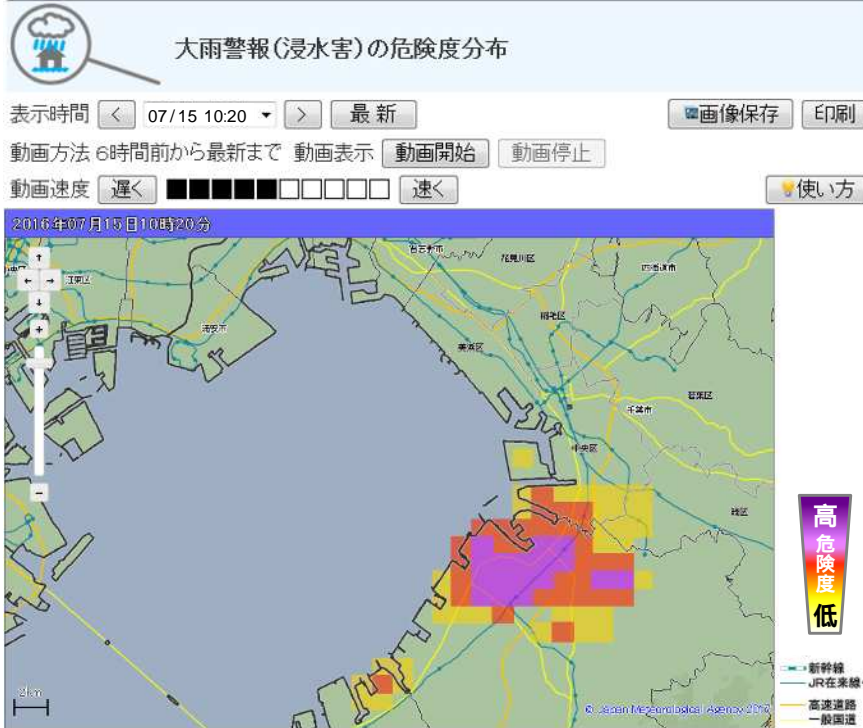 大雨警報(浸水害)の危険度分布
表示時間 < 07/15 10:20 > 最新 画像保存 印刷
動画方法 6時間前から最新まで 動画表示 動画開始 動画停止
動画速度 遅く 速く 使い方
2016年07月15日10時20分
習志野市
花見川区
四街道市
江東区
浦安市
稲毛区
美浜区
若葉区
千葉市
中央区
緑区
高
危険度
低
2km
© Japan Meteorological Agency 2016
新幹線
JR在来線
高速道路
一般国道